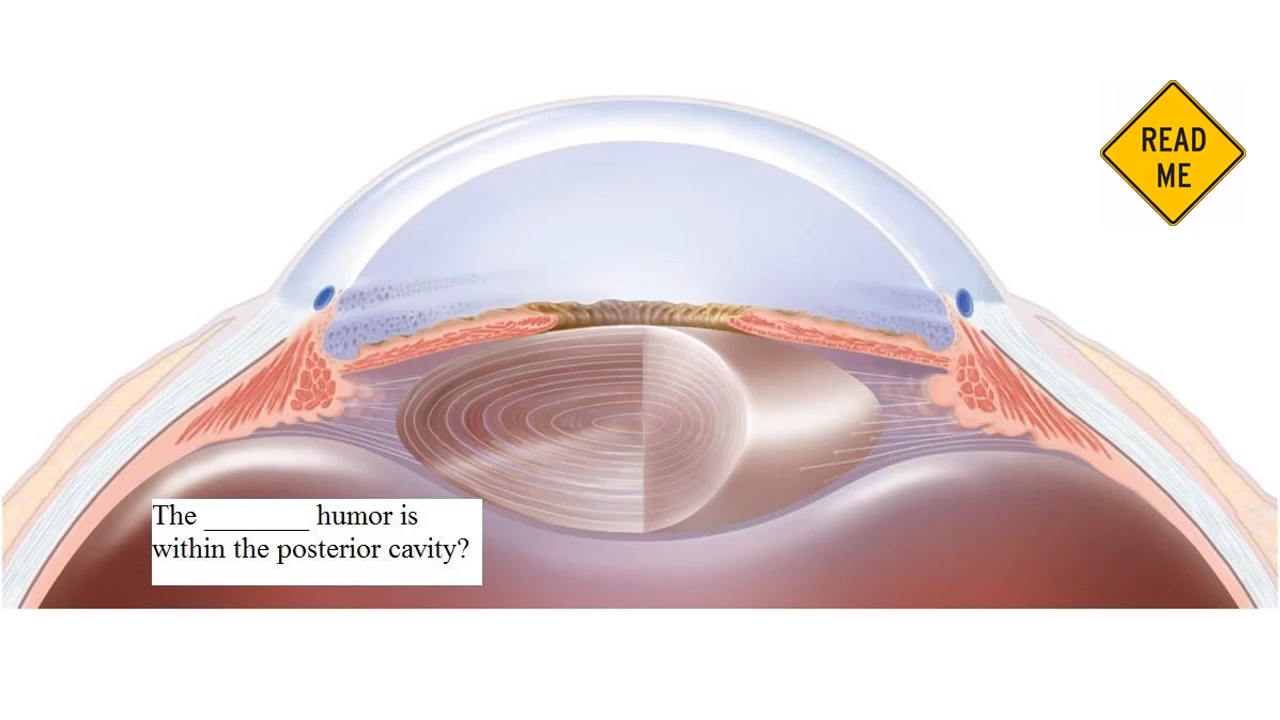 READ
ME
The ________ humor is
within the posterior cavity?